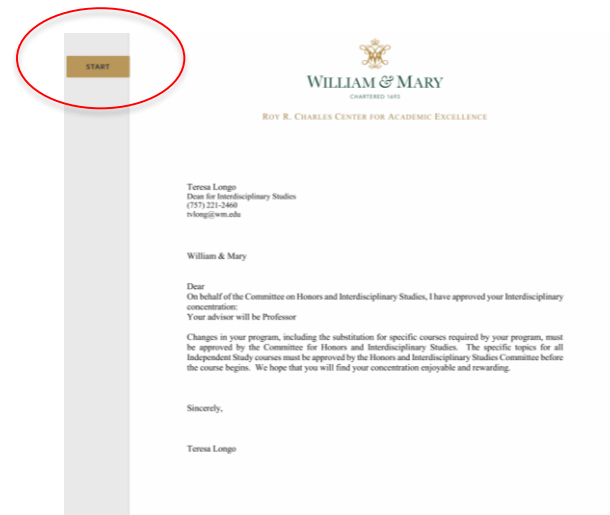 START
WILLIAM & MARY
CHARTERED 1693
ROY R. CHARLES CENTER FOR ACADEMIC EXCELLENCE
Teresa Longo
Dean for Interdisciplinary Studies
(757) 221-2460
tvlong@wm.edu
William & Mary
Dear
On behalf of the Committee on Honors and Interdisciplinary Studies, I have approved your Interdisciplinary
concentration:
Your advisor will be Professor
Changes in your program, including the substitution for specific courses required by your program, must
be approved by the Committee for Honors and Interdisciplinary Studies. The specific topics for all
Independent Study courses must be approved by the Honors and Interdisciplinary Studies Committee before
the course begins. We hope that you will find your concentration enjoyable and rewarding.
Sincerely,
Teresa Longo